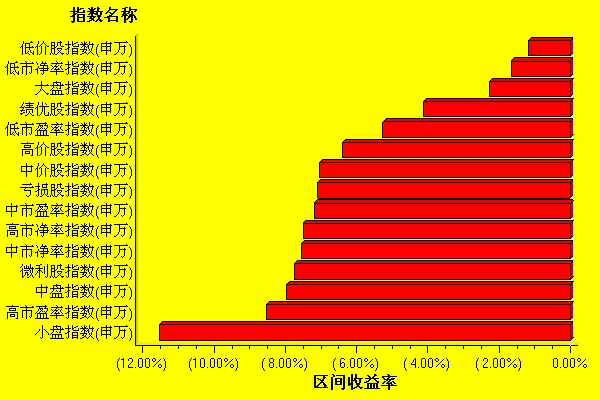 指数名称
低价股指数(申万)
低市净率指数(申万)
大盘指数(申万)
绩优股指数(申万)
低市盈率指数(申万)
高价股指数(申万)
中价股指数(申万)
亏损股指数(申万)
中市盈率指数(申万)
高市净率指数(申万)
中市净率指数(申万)
微利股指数(申万)
中盘指数(申万)
高市盈率指数(申万)
小盘指数(申万)
(12.00%) (10.00%) (8.00%) (6.00%) (4.00%) (2.00%) 0.00%
区间收益率